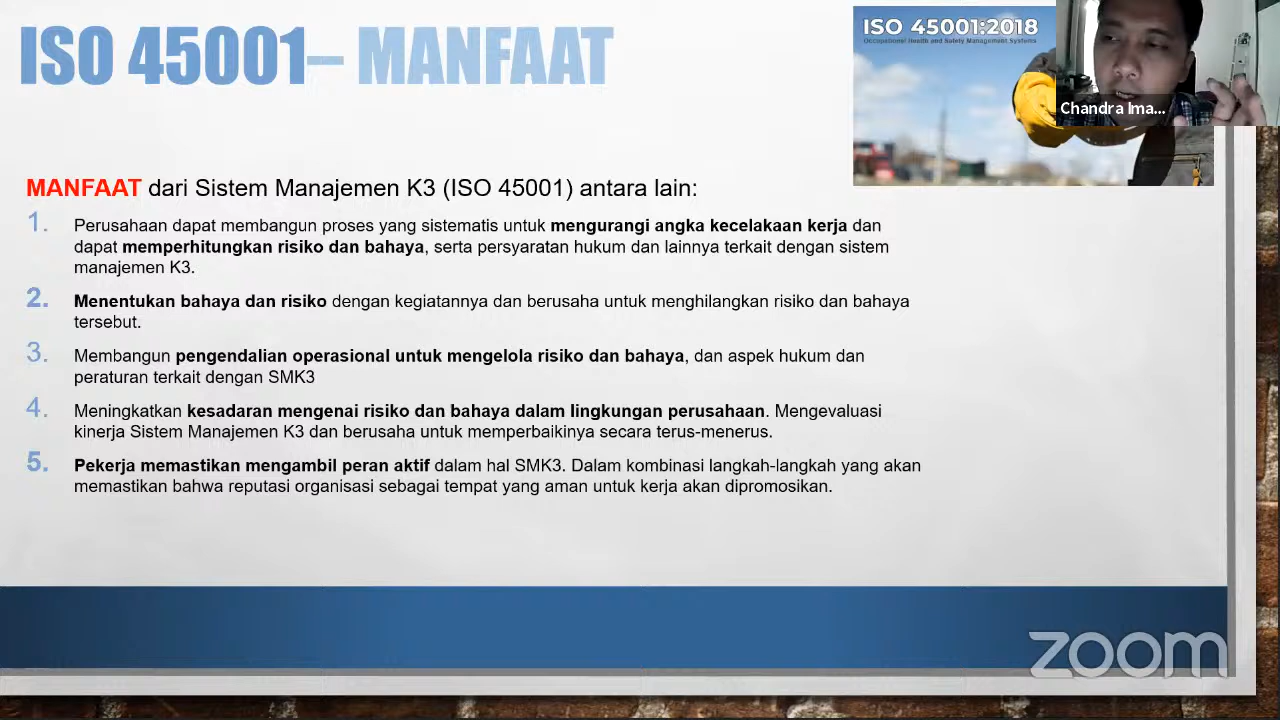 ISO 45001– MANFAAT
ISO 45001:2018
Occupational Health and Safety Management Systems
Chandra Ima...
MANFAAT dari Sistem Manajemen K3 (ISO 45001) antara lain:
1. Perusahaan dapat membangun proses yang sistematis untuk mengurangi angka kecelakaan kerja dan
dapat memperhitungkan risiko dan bahaya, serta persyaratan hukum dan lainnya terkait dengan sistem
manajemen K3.
2. Menentukan bahaya dan risiko dengan kegiatannya dan berusaha untuk menghilangkan risiko dan bahaya
tersebut.
3. Membangun pengendalian operasional untuk mengelola risiko dan bahaya, dan aspek hukum dan
peraturan terkait dengan SMK3
4. Meningkatkan kesadaran mengenai risiko dan bahaya dalam lingkungan perusahaan. Mengevaluasi
kinerja Sistem Manajemen K3 dan berusaha untuk memperbaikinya secara terus-menerus.
5. Pekerja memastikan mengambil peran aktif dalam hal SMK3. Dalam kombinasi langkah-langkah yang akan
memastikan bahwa reputasi organisasi sebagai tempat yang aman untuk kerja akan dipromosikan.
zoom